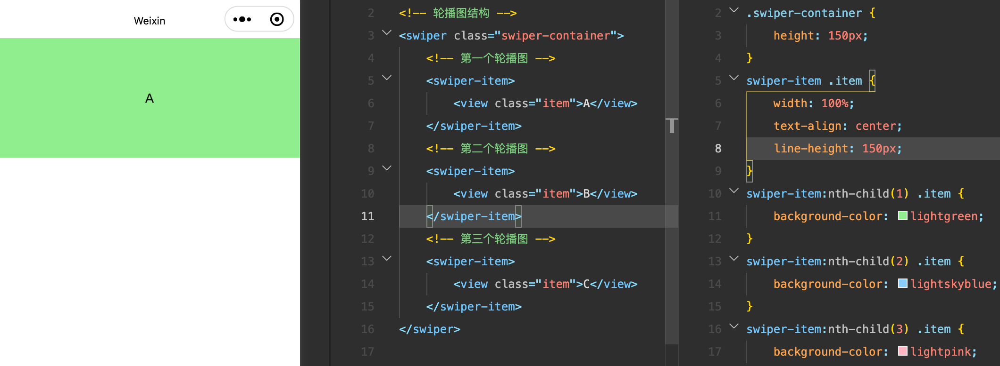 Weixin
A
2 <!-- 轮播图结构 -->
3 <swiper class="swiper-container">
4 <!-- 第一个轮播图 -->
5 <swiper-item>
6 <view class="item">A</view>
7 </swiper-item>
8 <!-- 第二个轮播图 -->
9 <swiper-item>
10 <view class="item">B</view>
11 </swiper-item>
12 <!-- 第三个轮播图 -->
13 <swiper-item>
14 <view class="item">C</view>
15 </swiper-item>
16 </swiper>
17
2 .swiper-container {
3 height: 150px;
4 }
5 swiper-item .item {
6 width: 100%;
7 text-align: center;
8 line-height: 150px;
9 }
10 swiper-item:nth-child(1) .item {
11 background-color: lightgreen;
12 }
13 swiper-item:nth-child(2) .item {
14 background-color: lightskyblue;
15 }
16 swiper-item:nth-child(3) .item {
17 background-color: lightpink;